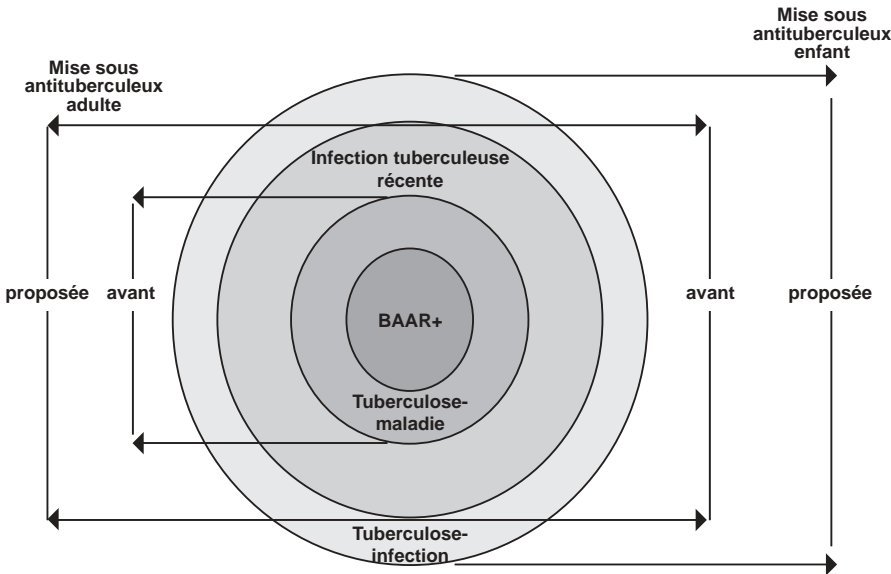 Mise sous
antituberculeux
enfant
Mise sous
antituberculeux
adulte
Infection tuberculeuse
récente
proposée
avant
BAAR+
avant
proposée
Tuberculose-
maladie
Tuberculose-
infection